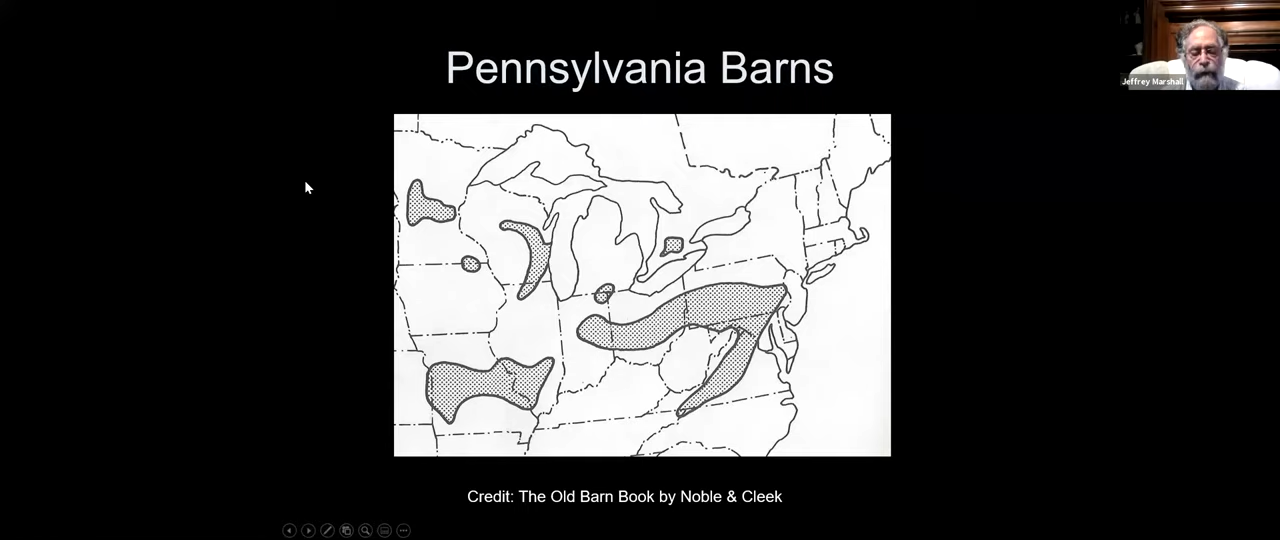 Pennsylvania Barns
Jeffrey Marshall
Credit: The Old Barn Book by Noble & Cleek